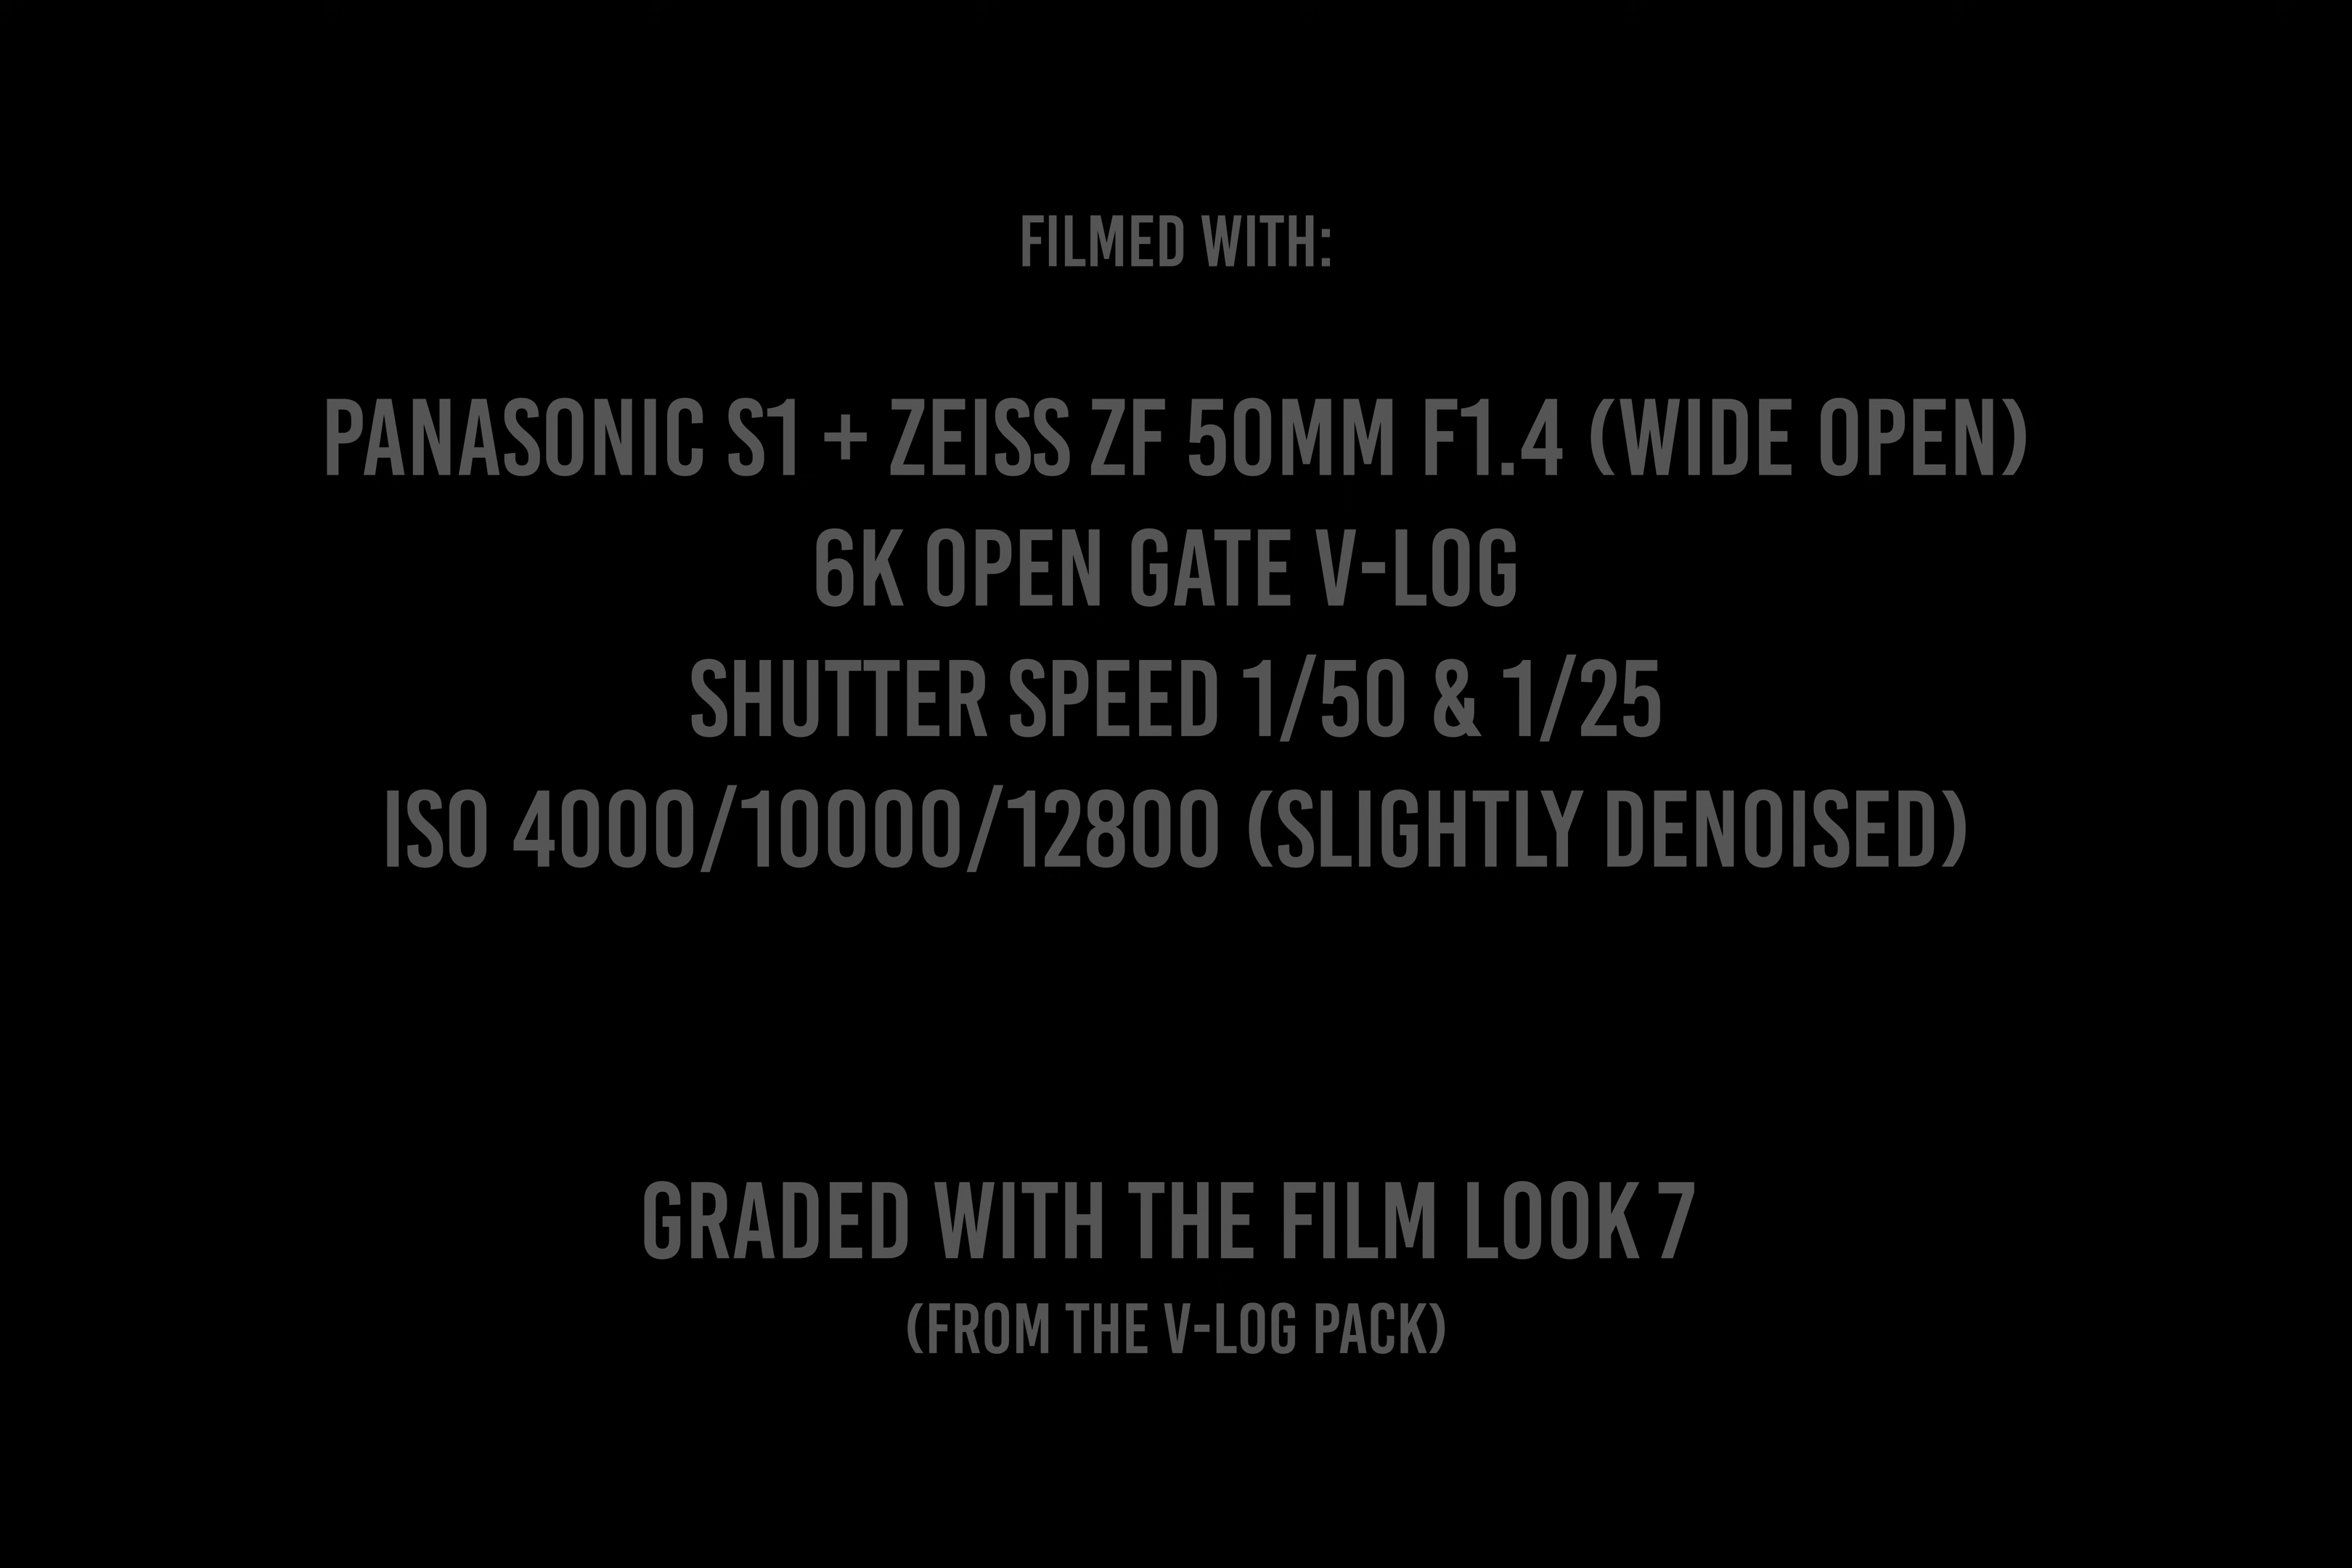 FILMED WITH:
PANASONIC S1 + ZEISS ZF 50MM F1.4 (WIDE OPEN)
6K OPEN GATE V-LOG
SHUTTER SPEED 1/50 & 1/25
ISO 4000/10000/12800 (SLIGHTLY DENOISED)
GRADED WITH THE FILM LOOK 7
(FROM THE V-LOG PACK)